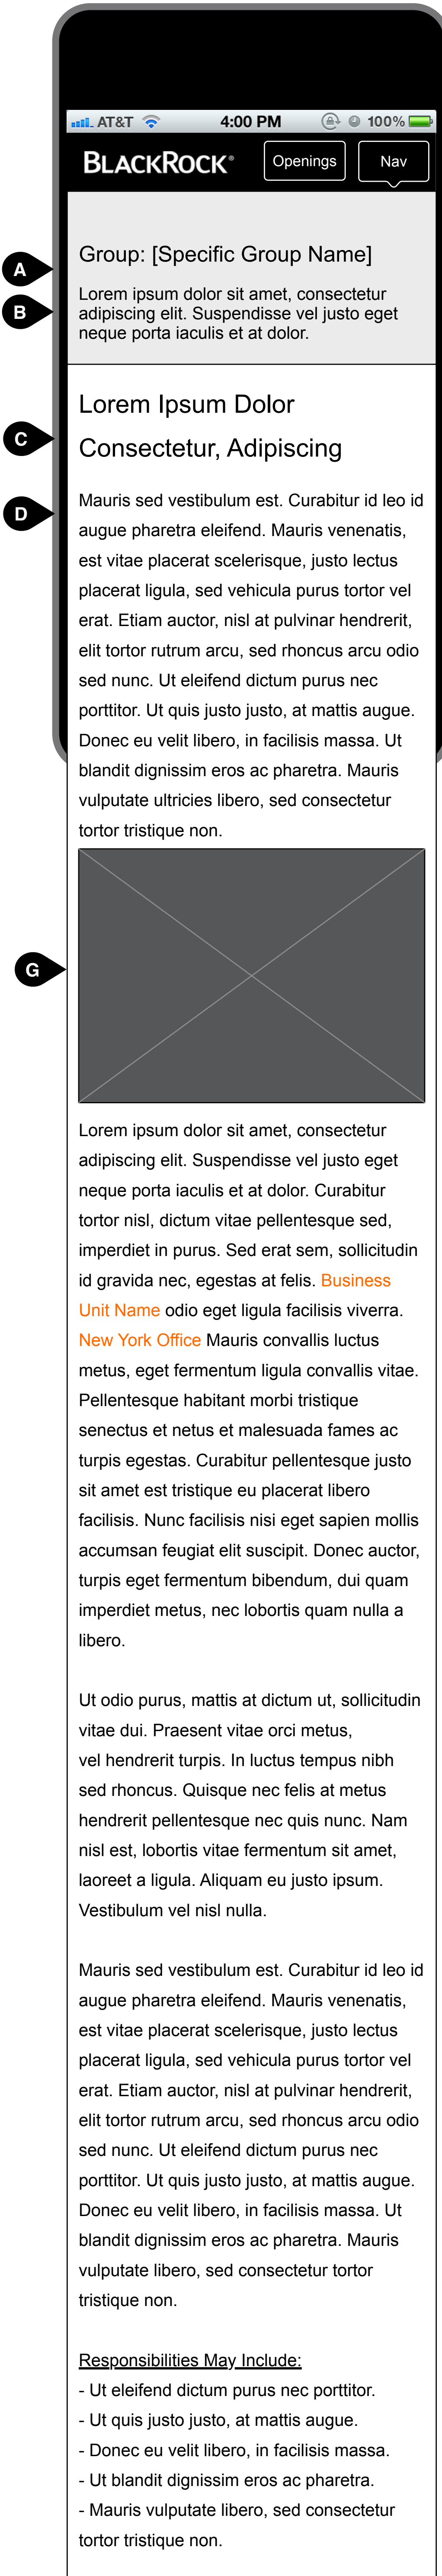 AT&T 4:00 PM 100%
BLACKROCK® Openings Nav
A
Group: [Specific Group Name]
B
Lorem ipsum dolor sit amet, consectetur
adipiscing elit. Suspendisse vel justo eget
neque porta iaculis et at dolor.
C
Lorem Ipsum Dolor
Consectetur, Adipiscing
D
Mauris sed vestibulum est. Curabitur id leo id
augue pharetra eleifend. Mauris venenatis,
est vitae placerat scelerisque, justo lectus
placerat ligula, sed vehicula purus tortor vel
erat. Etiam auctor, nisl at pulvinar hendrerit,
elit tortor rutrum arcu, sed rhoncus arcu odio
sed nunc. Ut eleifend dictum purus nec
porttitor. Ut quis justo justo, at mattis augue.
Donec eu velit libero, in facilisis massa. Ut
blandit dignissim eros ac pharetra. Mauris
vulputate ultricies libero, sed consectetur
tortor tristique non.
G
Lorem ipsum dolor sit amet, consectetur
adipiscing elit. Suspendisse vel justo eget
neque porta iaculis et at dolor. Curabitur
tortor nisl, dictum vitae pellentesque sed,
imperdiet in purus. Sed erat sem, sollicitudin
id gravida nec, egestas at felis. Business
Unit Name odio eget ligula facilisis viverra.
New York Office Mauris convallis luctus
metus, eget fermentum ligula convallis vitae.
Pellentesque habitant morbi tristique
senectus et netus et malesuada fames ac
turpis egestas. Curabitur pellentesque justo
sit amet est tristique eu placerat libero
facilisis. Nunc facilisis nisi eget sapien mollis
accumsan feugiat elit suscipit. Donec auctor,
turpis eget fermentum bibendum, dui quam
imperdiet metus, nec lobortis quam nulla a
libero.
Ut odio purus, mattis at dictum ut, sollicitudin
vitae dui. Praesent vitae orci metus,
vel hendrerit turpis. In luctus tempus nibh
sed rhoncus. Quisque nec felis at metus
hendrerit pellentesque nec quis nunc. Nam
nisl est, lobortis vitae fermentum sit amet,
laoreet a ligula. Aliquam eu justo ipsum.
Vestibulum vel nisl nulla.
Mauris sed vestibulum est. Curabitur id leo id
augue pharetra eleifend. Mauris venenatis,
est vitae placerat scelerisque, justo lectus
placerat ligula, sed vehicula purus tortor vel
erat. Etiam auctor, nisl at pulvinar hendrerit,
elit tortor rutrum arcu, sed rhoncus arcu odio
sed nunc. Ut eleifend dictum purus nec
porttitor. Ut quis justo justo, at mattis augue.
Donec eu velit libero, in facilisis massa. Ut
blandit dignissim eros ac pharetra. Mauris
vulputate libero, sed consectetur tortor
tristique non.
Responsibilities May Include:
- Ut eleifend dictum purus nec porttitor.
- Ut quis justo justo, at mattis augue.
- Donec eu velit libero, in facilisis massa.
- Ut blandit dignissim eros ac pharetra.
- Mauris vulputate libero, sed consectetur
tortor tristique non.